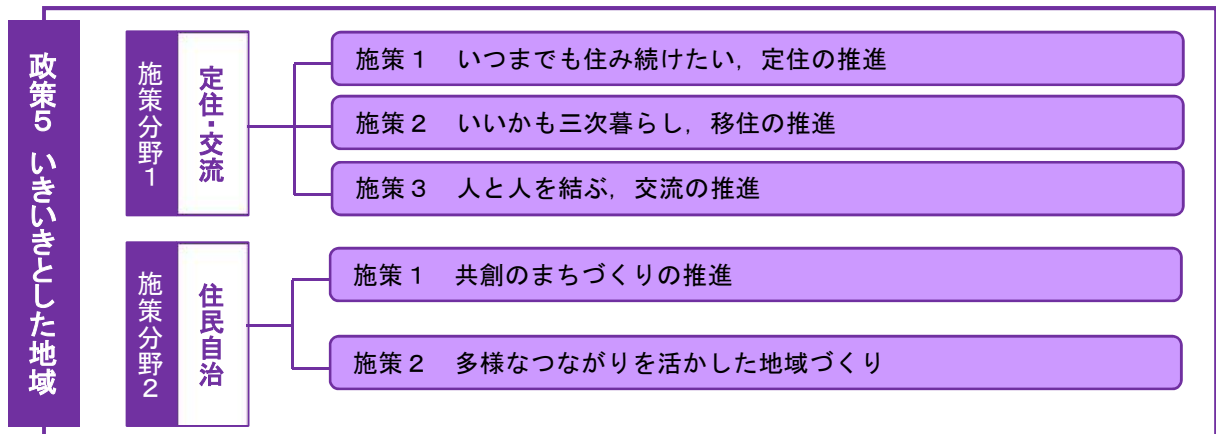 政策５ いきいきとした地域
施策分野１
定住・交流
施策１ いつまでも住み続けたい，定住の推進
施策２ いいかも三次暮らし，移住の推進
施策３ 人と人を結ぶ，交流の推進
施策分野２
住民自治
施策１ 共創のまちづくりの推進
施策２ 多様なつながりを活かした地域づくり